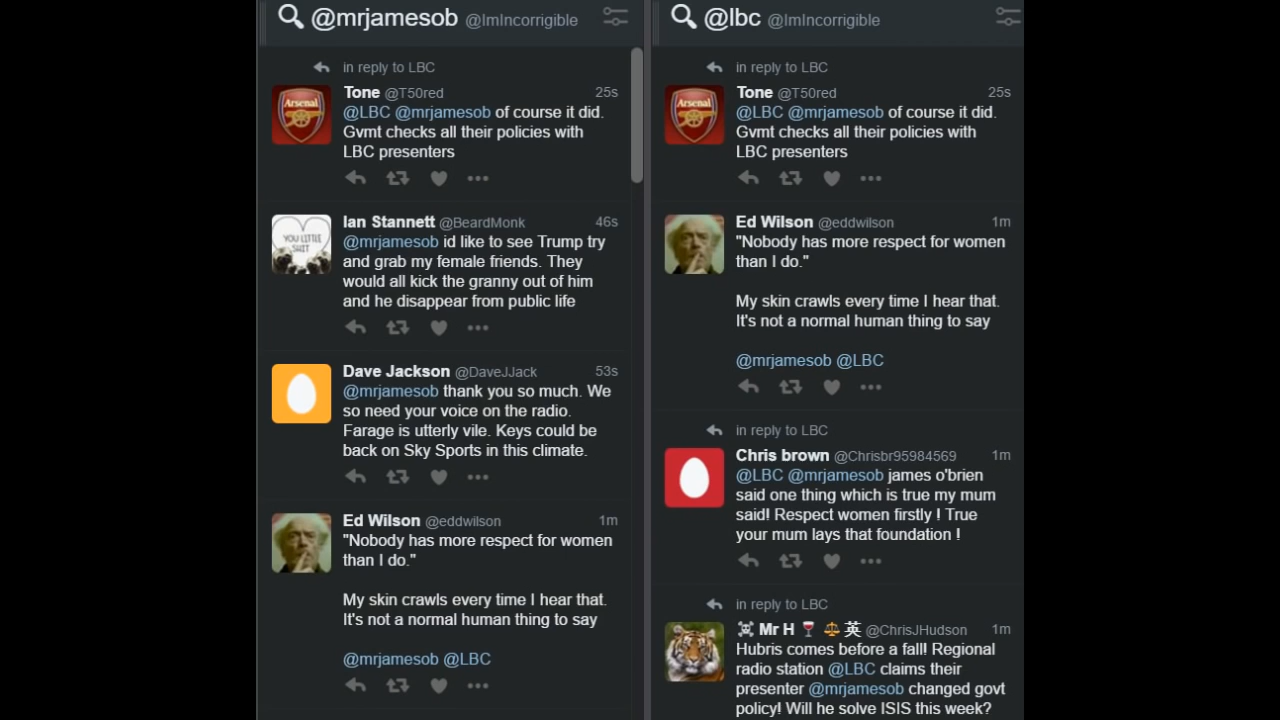 @mrjamesob @ImIncorrigible
in reply to LBC
Tone @T50red 25s
@LBC @mrjamesob of course it did.
Gvmt checks all their policies with
LBC presenters
Ian Stannett @BeardMonk 46s
@mrjamesob id like to see Trump try
and grab my female friends. They
would all kick the granny out of him
and he disappear from public life
Dave Jackson @DaveJJack 53s
@mrjamesob thank you so much. We
so need your voice on the radio.
Farage is utterly vile. Keys could be
back on Sky Sports in this climate.
Ed Wilson @eddwilson 1m
"Nobody has more respect for women
than I do."
My skin crawls every time I hear that.
It's not a normal human thing to say
@mrjamesob @LBC
@lbc @ImIncorrigible
in reply to LBC
Tone @T50red 25s
@LBC @mrjamesob of course it did.
Gvmt checks all their policies with
LBC presenters
Ed Wilson @eddwilson 1m
"Nobody has more respect for women
than I do."
My skin crawls every time I hear that.
It's not a normal human thing to say
@mrjamesob @LBC
in reply to LBC
Chris brown @Chrisbr95984569 1m
@LBC @mrjamesob james o'brien
said one thing which is true my mum
said! Respect women firstly ! True
your mum lays that foundation !
in reply to LBC
☠ Mr H 🍷 ⚖ 英 @ChrisJHudson 1m
Hubris comes before a fall! Regional
radio station @LBC claims their
presenter @mrjamesob changed govt
policy! Will he solve ISIS this week?
Arsenal
YOU LITTLE
SHIT
Arsenal